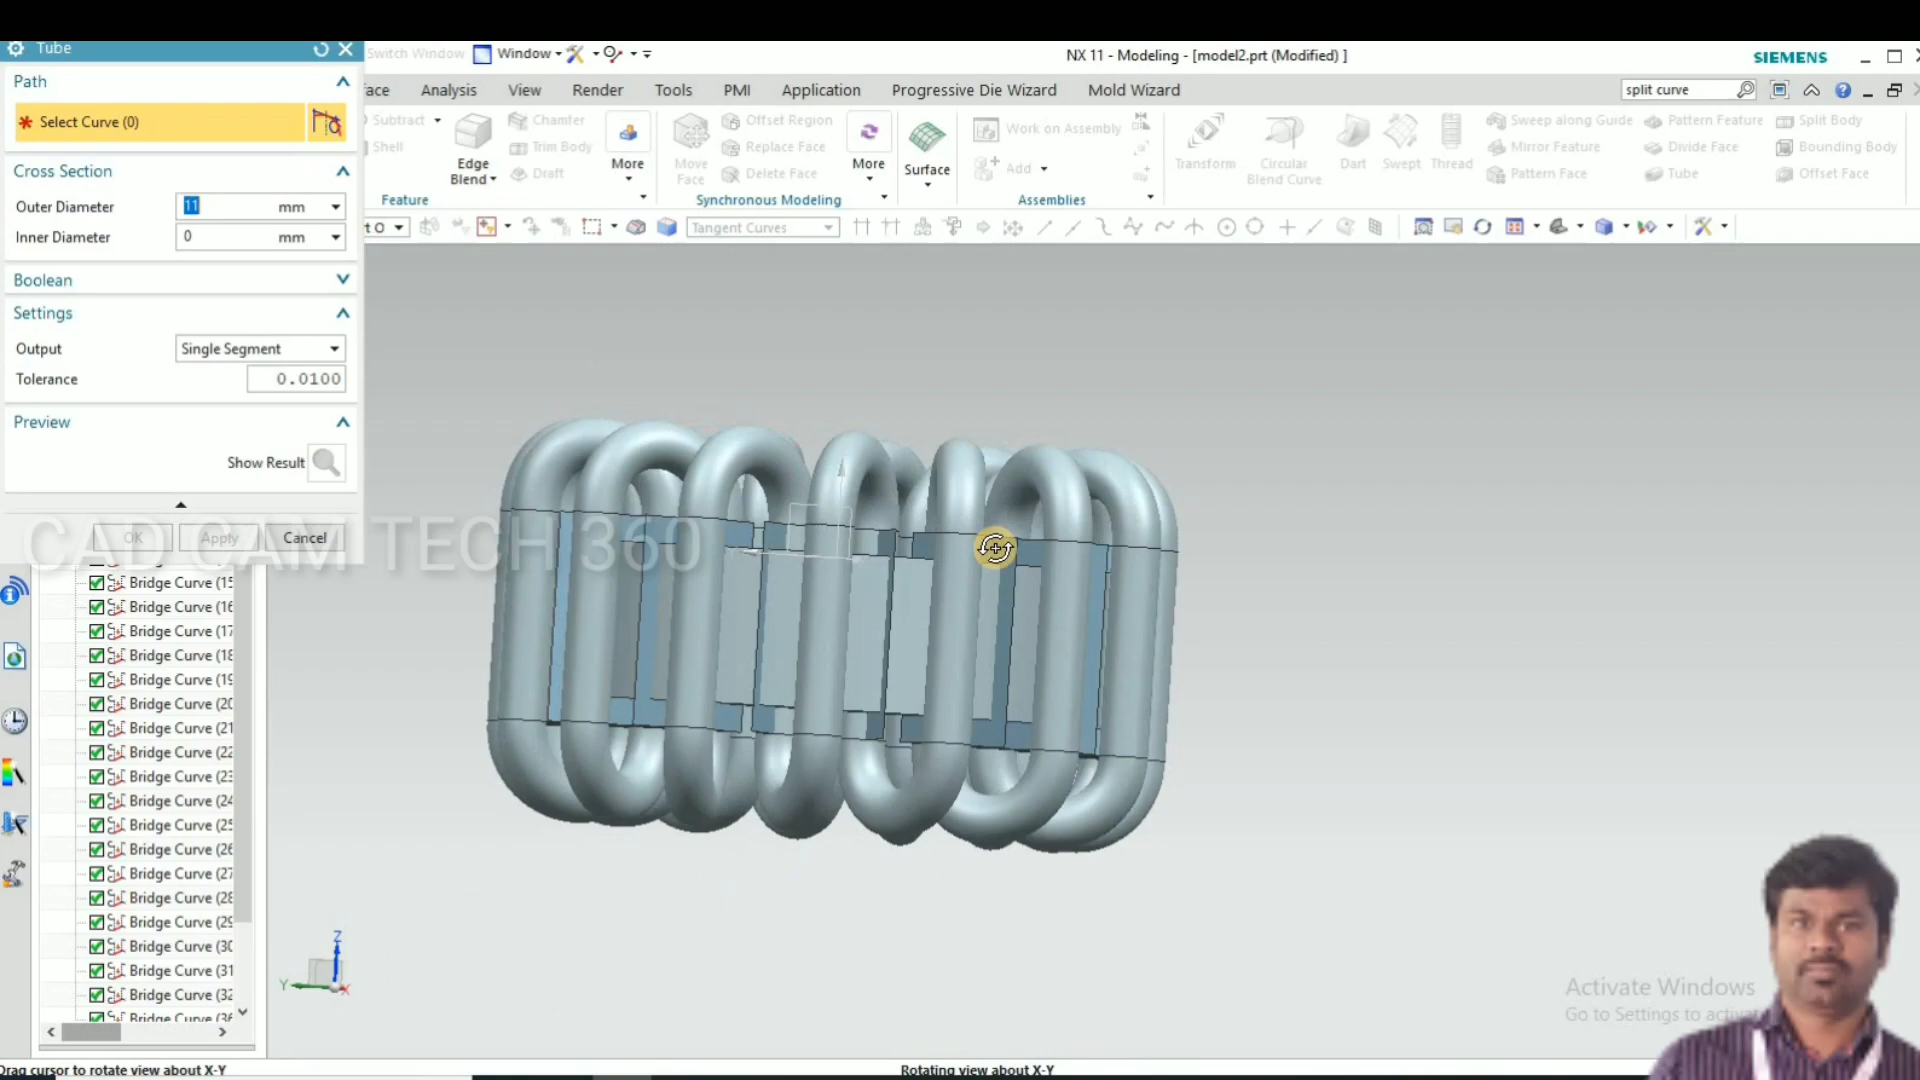 Tube
Switch Window
Window
NX 11 - Modeling - [model2.prt (Modified) ]
SIEMENS
Path
Analysis
View
Render
Tools
PMI
Application
Progressive Die Wizard
Mold Wizard
split curve
Select Curve (0)
Subtract
Shell
Edge
Blend
Chamfer
Trim Body
Draft
More
Feature
Move
Face
Offset Region
Replace Face
Delete Face
More
Synchronous Modeling
Surface
Work on Assembly
Add
Assemblies
Transform
Circular
Blend Curve
Dart
Swept
Thread
Sweep along Guide
Mirror Feature
Pattern Face
Pattern Feature
Divide Face
Tube
Split Body
Bounding Body
Offset Face
Cross Section
Outer Diameter
11
mm
Inner Diameter
0
mm
Tangent Curves
Boolean
Settings
Output
Single Segment
Tolerance
0.0100
Preview
Show Result
OK
Apply
Cancel
CAD CAM TECH 360
Bridge Curve (15
Bridge Curve (16
Bridge Curve (17
Bridge Curve (18
Bridge Curve (19
Bridge Curve (20
Bridge Curve (21
Bridge Curve (22
Bridge Curve (23
Bridge Curve (24
Bridge Curve (25
Bridge Curve (26
Bridge Curve (27
Bridge Curve (28
Bridge Curve (29
Bridge Curve (30
Bridge Curve (31
Bridge Curve (32
Bridge Curve (36
Z
Y
X
Activate Windows
Go to Settings to activa
Drag cursor to rotate view about X-Y
Rotating view about X-Y